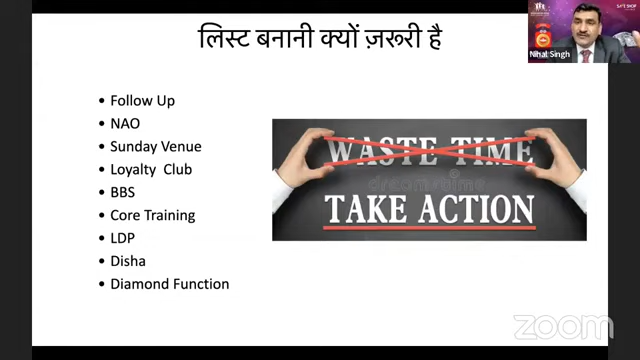 लिस्ट बनानी क्यों ज़रूरी है
Nihal Singh
• Follow Up
• NAO
• Sunday Venue
• Loyalty Club
• BBS
• Core Training
• LDP
• Disha
• Diamond Function
WASTE TIME
dreamstime
TAKE ACTION
zoom